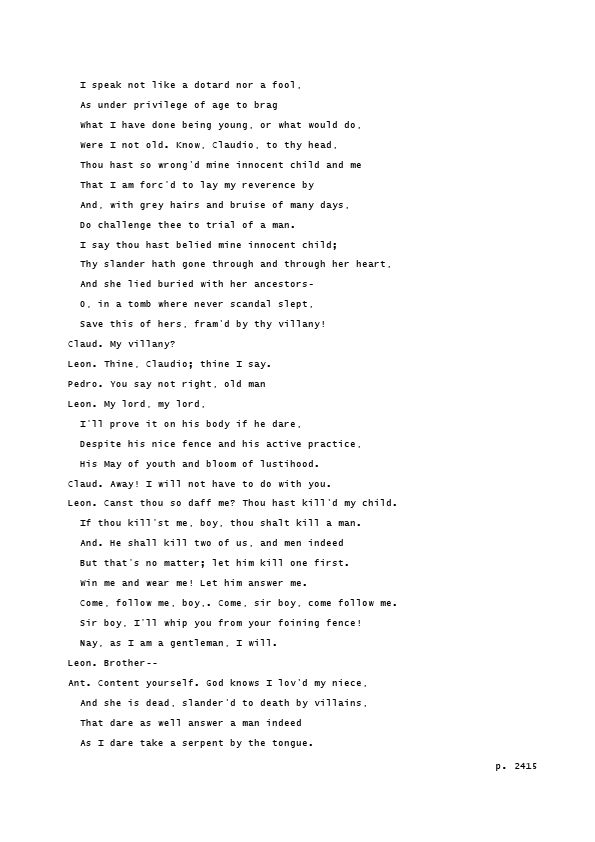 I speak not like a dotard nor a fool,
As under privilege of age to brag
What I have done being young, or what would do,
Were I not old. Know, Claudio, to thy head,
Thou hast so wrong'd mine innocent child and me
That I am forc'd to lay my reverence by
And, with grey hairs and bruise of many days,
Do challenge thee to trial of a man.
I say thou hast belied mine innocent child;
Thy slander hath gone through and through her heart,
And she lied buried with her ancestors-
O, in a tomb where never scandal slept,
Save this of hers, fram'd by thy villany!
Claud. My villany?
Leon. Thine, Claudio; thine I say.
Pedro. You say not right, old man
Leon. My lord, my lord,
I'll prove it on his body if he dare,
Despite his nice fence and his active practice,
His May of youth and bloom of lustihood.
Claud. Away! I will not have to do with you.
Leon. Canst thou so daff me? Thou hast kill'd my child.
If thou kill'st me, boy, thou shalt kill a man.
And. He shall kill two of us, and men indeed
But that's no matter; let him kill one first.
Win me and wear me! Let him answer me.
Come, follow me, boy,. Come, sir boy, come follow me.
Sir boy, I'll whip you from your foining fence!
Nay, as I am a gentleman, I will.
Leon. Brother--
Ant. Content yourself. God knows I lov'd my niece,
And she is dead, slander'd to death by villains,
That dare as well answer a man indeed
As I dare take a serpent by the tongue.
p. 2415